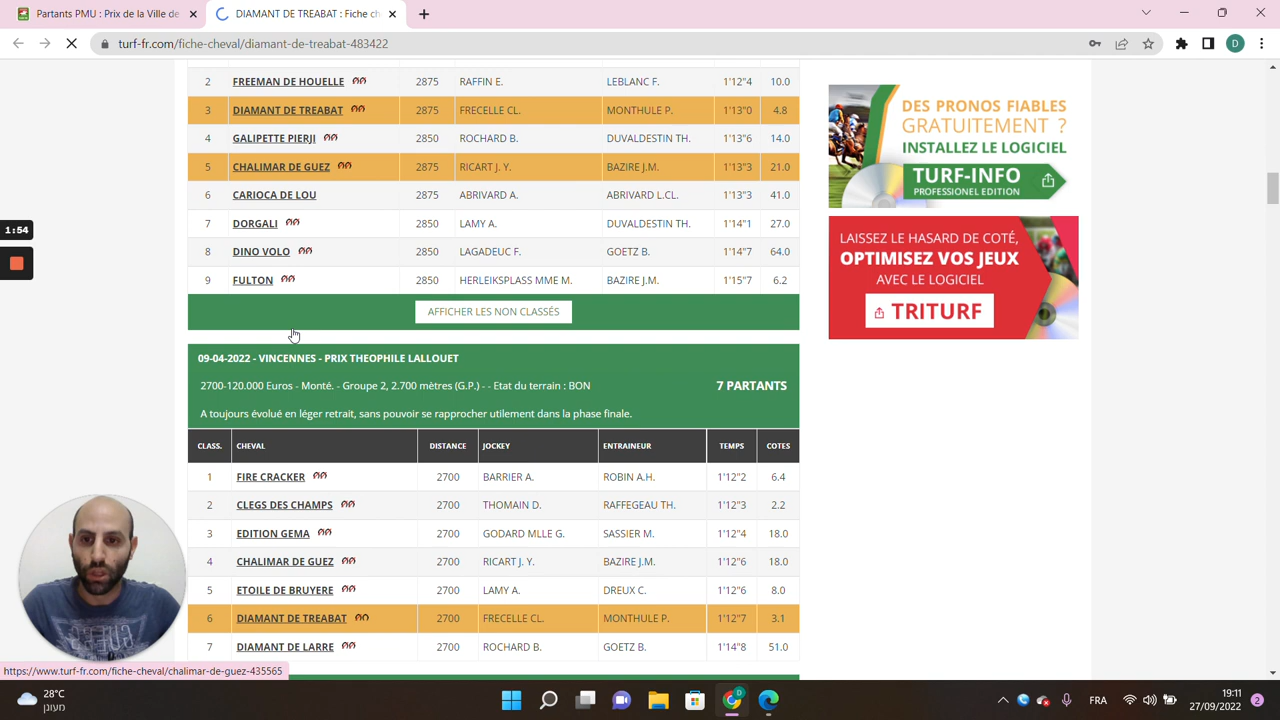 Partants PMU : Prix de la Ville de
DIAMANT DE TREABAT : Fiche ch
turf-fr.com/fiche-cheval/diamant-de-treabat-483422
D
2 FREEMAN DE HOUELLE 2875 RAFFIN E. LEBLANC F. 1'12"4 10.0
3 DIAMANT DE TREABAT 2875 FRECELLE CL. MONTHULE P. 1'13"0 4.8
4 GALIPETTE PIERJI 2850 ROCHARD B. DUVALDESTIN TH. 1'13"6 14.0
5 CHALIMAR DE GUEZ 2875 RICART J. Y. BAZIRE J.M. 1'13"3 21.0
6 CARIOCA DE LOU 2875 ABRIVARD A. ABRIVARD L.CL. 1'13"3 41.0
7 DORGALI 2850 LAMY A. DUVALDESTIN TH. 1'14"1 27.0
8 DINO VOLO 2850 LAGADEUC F. GOETZ B. 1'14"7 64.0
9 FULTON 2850 HERLEIKSPLASS MME M. BAZIRE J.M. 1'15"7 6.2
AFFICHER LES NON CLASSÉS
09-04-2022 - VINCENNES - PRIX THEOPHILE LALLOUET
2700-120.000 Euros - Monté. - Groupe 2, 2.700 mètres (G.P.) - - Etat du terrain : BON 7 PARTANTS
A toujours évolué en léger retrait, sans pouvoir se rapprocher utilement dans la phase finale.
CLASS. CHEVAL DISTANCE JOCKEY ENTRAINEUR TEMPS COTES
1 FIRE CRACKER 2700 BARRIER A. ROBIN A.H. 1'12"2 6.4
2 CLEGS DES CHAMPS 2700 THOMAIN D. RAFFEGEAU TH. 1'12"3 2.2
3 EDITION GEMA 2700 GODARD MLLE G. SASSIER M. 1'12"4 18.0
4 CHALIMAR DE GUEZ 2700 RICART J. Y. BAZIRE J.M. 1'12"6 18.0
5 ETOILE DE BRUYERE 2700 LAMY A. DREUX C. 1'12"6 8.0
6 DIAMANT DE TREABAT 2700 FRECELLE CL. MONTHULE P. 1'12"7 3.1
7 DIAMANT DE LARRE 2700 ROCHARD B. GOETZ B. 1'14"8 51.0
DES PRONOS FIABLES
GRATUITEMENT ?
INSTALLEZ LE LOGICIEL
TURF-INFO
PROFESIONEL EDITION
LAISSEZ LE HASARD DE COTÉ,
OPTIMISEZ VOS JEUX
AVEC LE LOGICIEL
TRITURF
1:54
https://www.turf-fr.com/fiche-cheval/chalimar-de-guez-435565
28°C
מעונן
D
FRA
19:11
27/09/2022
2